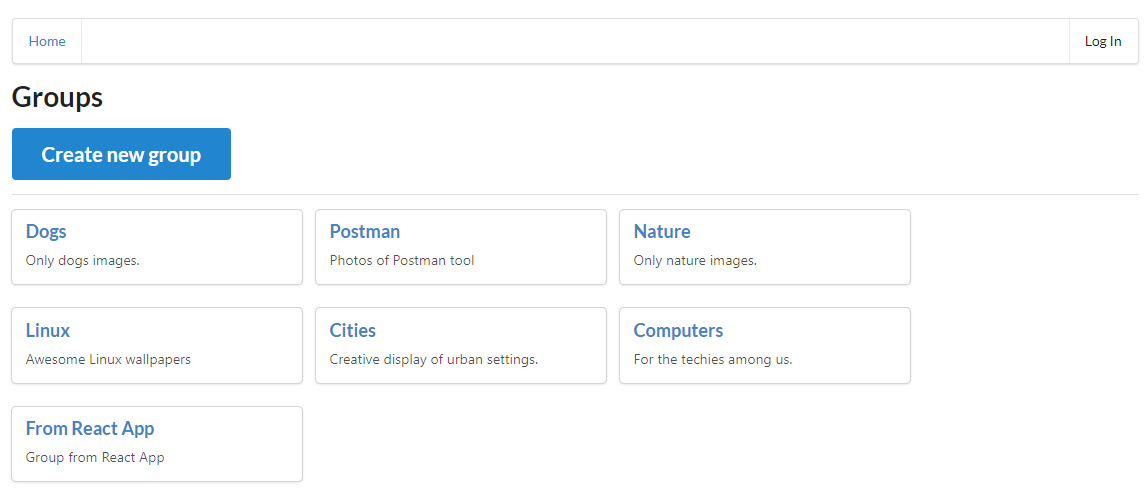 Home
Log In
Groups
Create new group
Dogs
Only dogs images.
Postman
Photos of Postman tool
Nature
Only nature images.
Linux
Awesome Linux wallpapers
Cities
Creative display of urban settings.
Computers
For the techies among us.
From React App
Group from React App